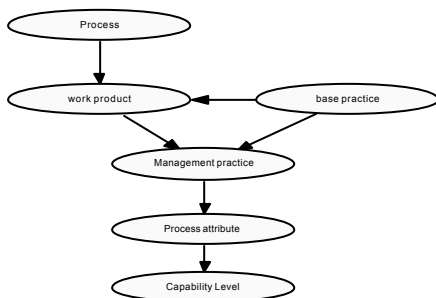 Process
work product
base practice
Management practice
Process attribute
Capability Level